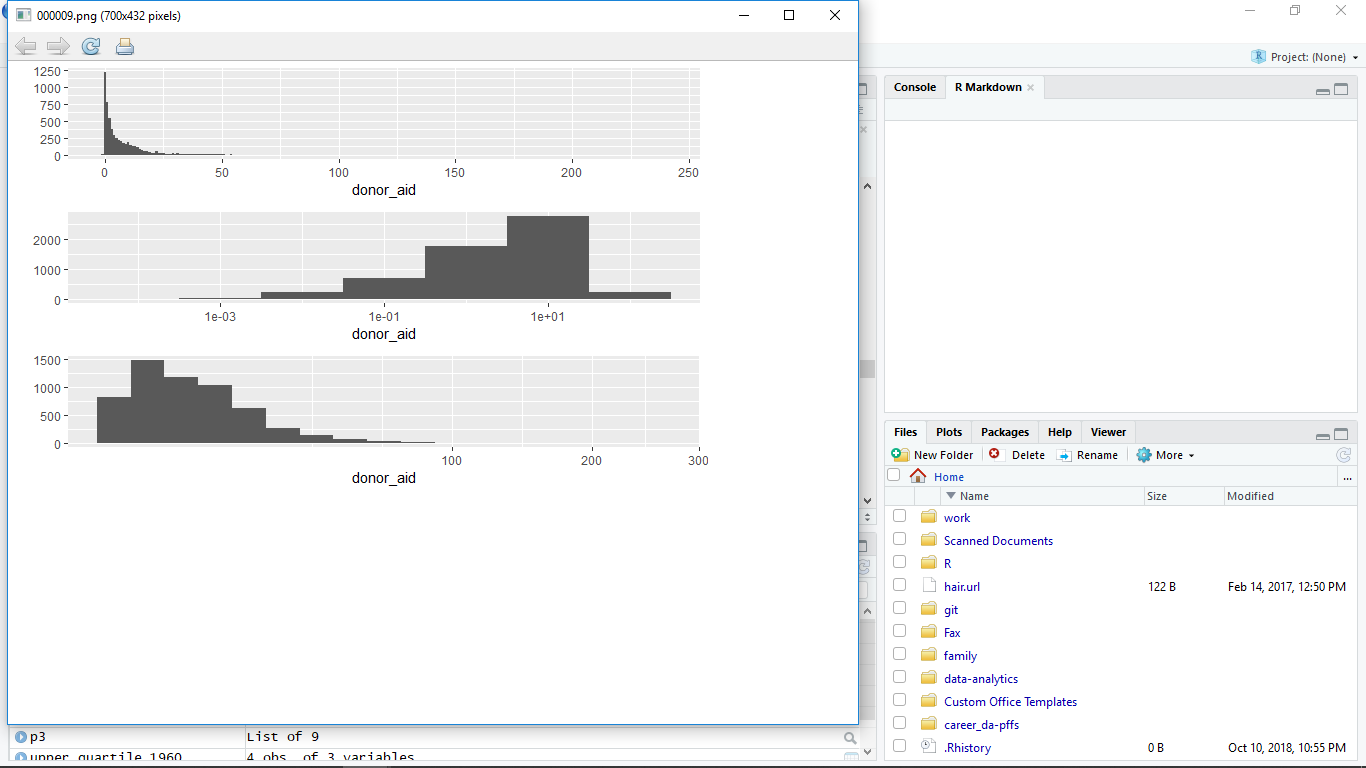 000009.png (700x432 pixels)
Project: (None)
1250
1000
750
500
250
0
0 50 100 150 200 250
donor_aid
2000
1000
0
1e-03 1e-01 1e+01
donor_aid
1500
1000
500
0
100 200 300
donor_aid
Console R Markdown
Files Plots Packages Help Viewer
New Folder Delete Rename More
Home ...
Name Size Modified
work
Scanned Documents
R
hair.url 122 B Feb 14, 2017, 12:50 PM
git
Fax
family
data-analytics
Custom Office Templates
career_da-pffs
.Rhistory 0 B Oct 10, 2018, 10:55 PM
p3 List of 9
upper quartile 1960 4 obs. of 3 variables